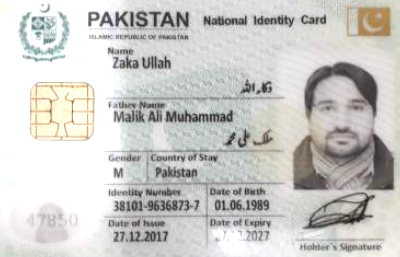 PAKISTAN National Identity Card
ISLAMIC REPUBLIC OF PAKISTAN
Name
Zaka Ullah
ذکاء اللہ
Father Name
Malik Ali Muhammad
ملک علی محمد
Gender Country of Stay
M Pakistan
Identity Number Date of Birth
38101-9636873-7 01.06.1989
47850
Date of Issue Date of Expiry
27.12.2017 27.12.2027
Holder's Signature